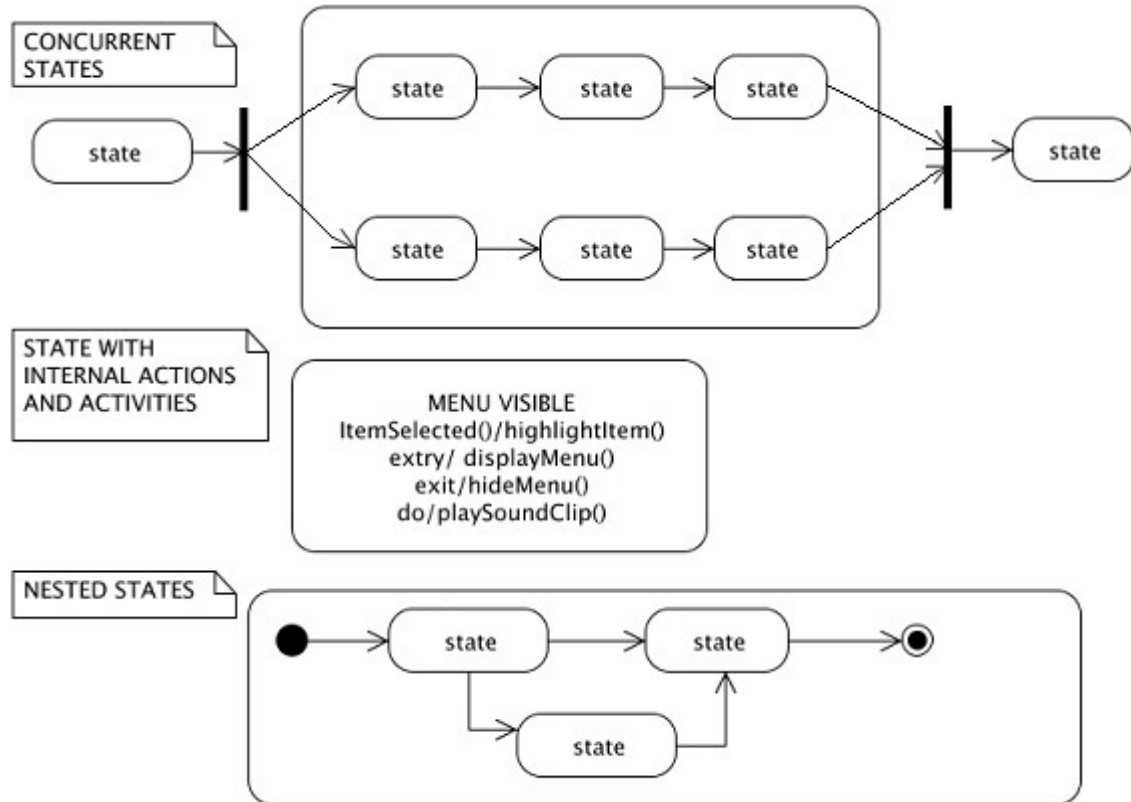 CONCURRENT
STATES
state
state
state
state
state
state
state
state
STATE WITH
INTERNAL ACTIONS
AND ACTIVITIES
MENU VISIBLE
ItemSelected()/highlightItem()
extry/ displayMenu()
exit/hideMenu()
do/playSoundClip()
NESTED STATES
state
state
state